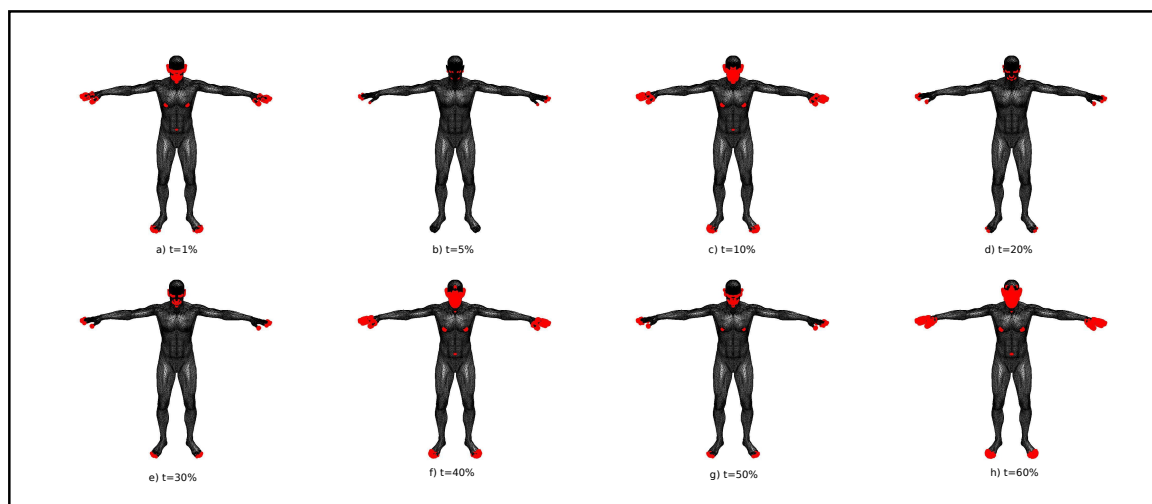 a) t=1%
b) t=5%
c) t=10%
d) t=20%
e) t=30%
f) t=40%
g) t=50%
h) t=60%